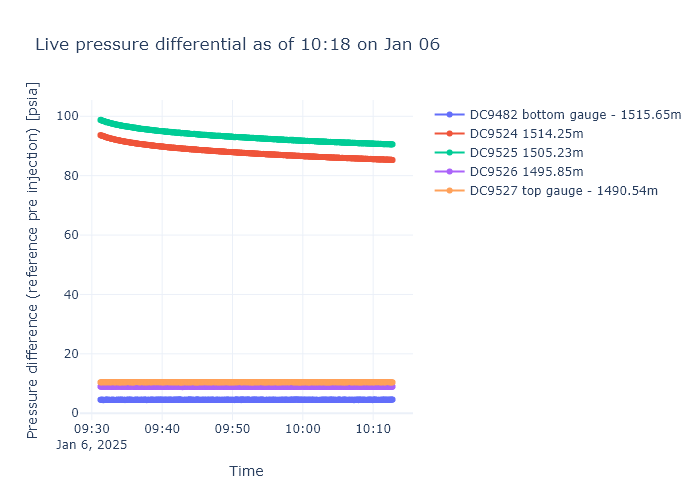 Live pressure differential as of 10:18 on Jan 06
Pressure difference (reference pre injection) [psia]
100
80
60
40
20
0
09:30
Jan 6, 2025
09:40
09:50
10:00
10:10
Time
DC9482 bottom gauge - 1515.65m
DC9524 1514.25m
DC9525 1505.23m
DC9526 1495.85m
DC9527 top gauge - 1490.54m